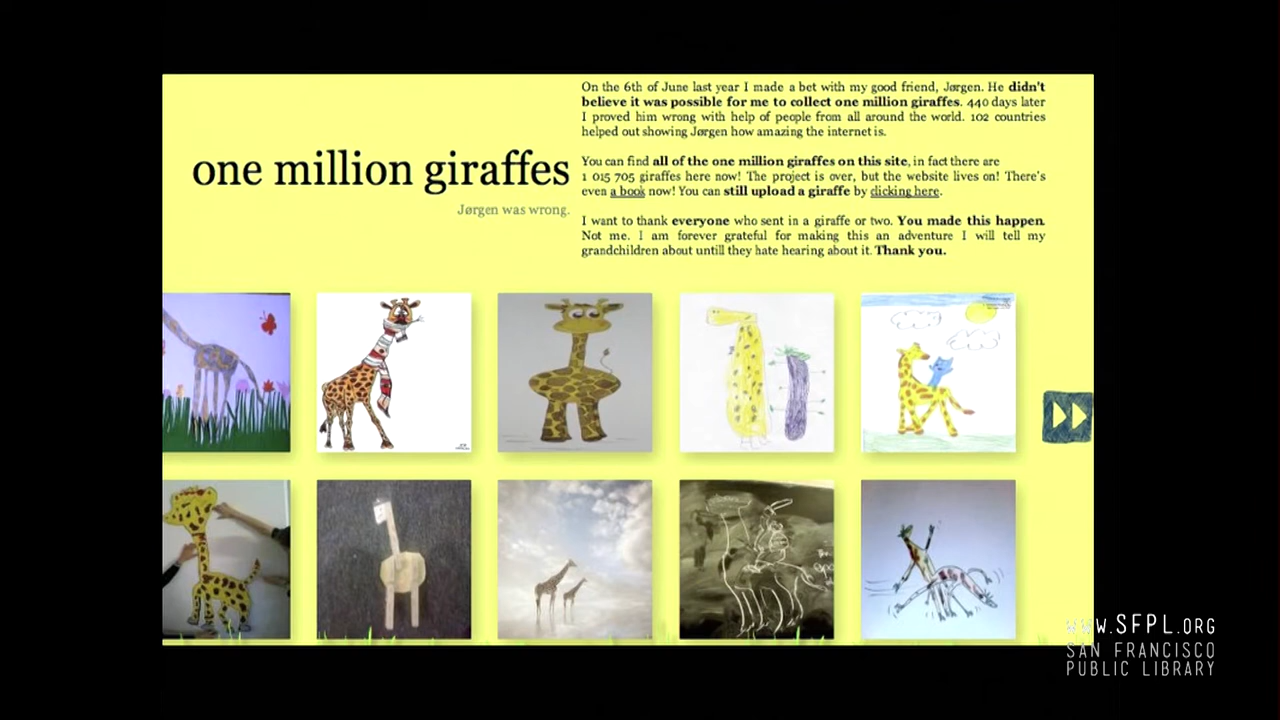 one million giraffes
Jørgen was wrong.
On the 6th of June last year I made a bet with my good friend, Jørgen. He didn't
believe it was possible for me to collect one million giraffes. 440 days later
I proved him wrong with help of people from all around the world. 102 countries
helped out showing Jørgen how amazing the internet is.
You can find all of the one million giraffes on this site, in fact there are
1 015 705 giraffes here now! The project is over, but the website lives on! There's
even a book now! You can still upload a giraffe by clicking here.
I want to thank everyone who sent in a giraffe or two. You made this happen.
Not me. I am forever grateful for making this an adventure I will tell my
grandchildren about untill they hate hearing about it. Thank you.
www.SFPL.ORG
SAN FRANCISCO
PUBLIC LIBRARY